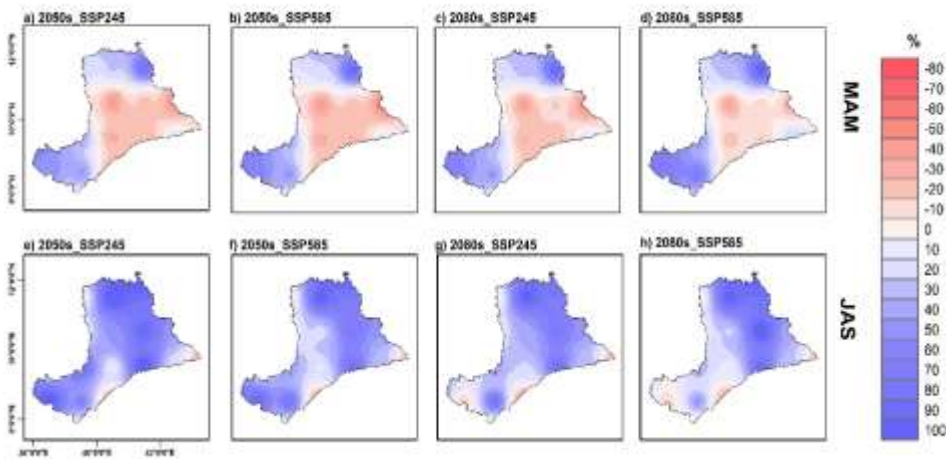 a) 2050s_SSP245
b) 2050s_SSP585
c) 2080s_SSP245
d) 2080s_SSP585
%
-80
-70
-60
-50
-40
-30
-20
-10
0
10
20
30
40
50
60
70
80
90
100
MAM
e) 2050s_SSP245
f) 2050s_SSP585
g) 2080s_SSP245
h) 2080s_SSP585
JAS